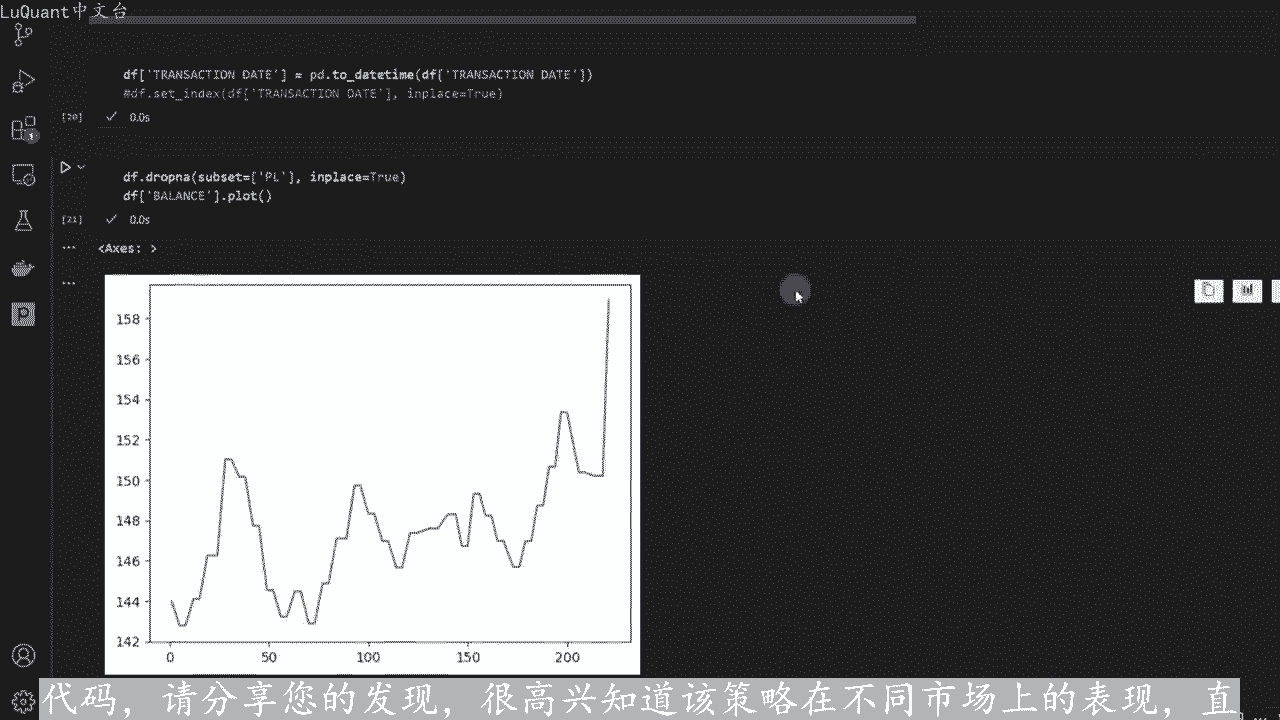 LuQuant中文台
df['TRANSACTION DATE'] = pd.to_datetime(df['TRANSACTION DATE'])
#df.set_index(df['TRANSACTION DATE'], inplace=True)
[20]
0.0s
df.dropna(subset=['PL'], inplace=True)
df['BALANCE'].plot()
[21]
0.0s
<Axes: >
158
156
154
152
150
148
146
144
142
0 50 100 150 200
代码，请分享您的发现，很高兴知道该策略在不同市场上的表现，直